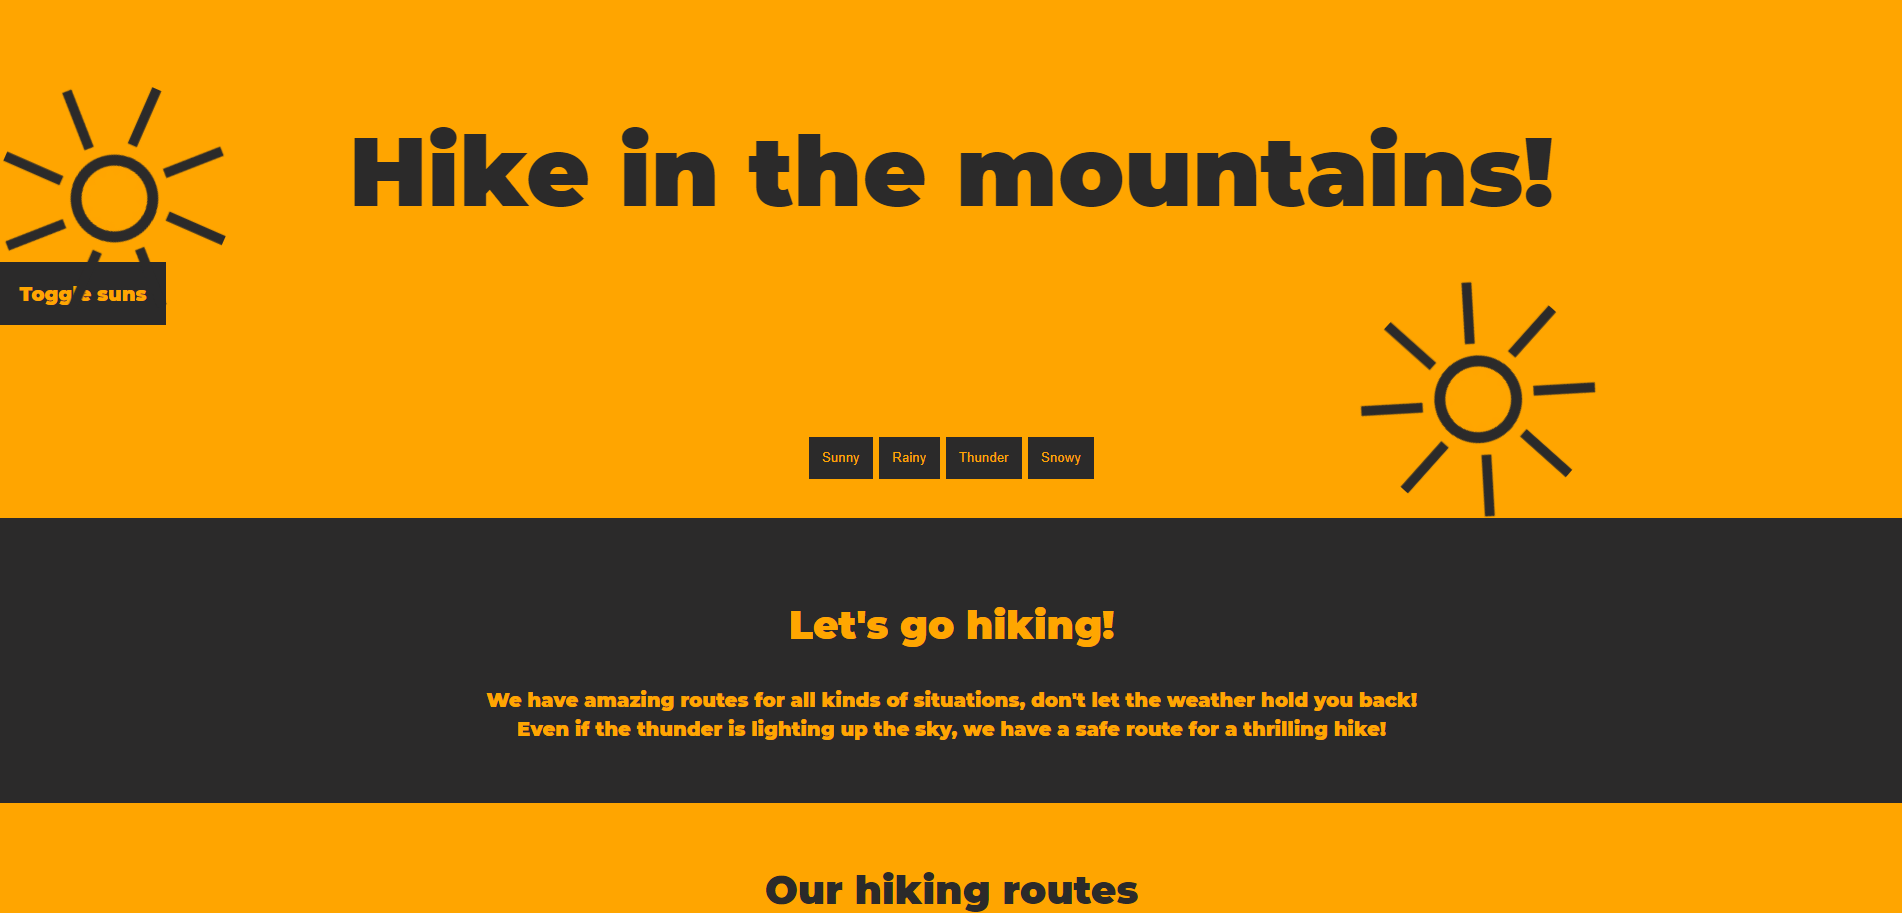 Hike in the mountains!
Toggle suns
Sunny
Rainy
Thunder
Snowy
Let's go hiking!
We have amazing routes for all kinds of situations, don't let the weather hold you back!
Even if the thunder is lighting up the sky, we have a safe route for a thrilling hike!
Our hiking routes